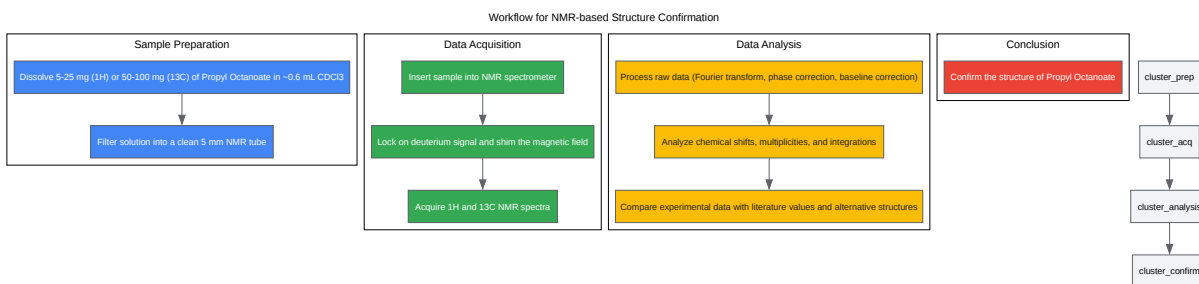 Workflow for NMR-based Structure Confirmation
Sample Preparation
Dissolve 5-25 mg (1H) or 50-100 mg (13C) of Propyl Octanoate in ~0.6 mL CDCl3
Filter solution into a clean 5 mm NMR tube
Data Acquisition
Insert sample into NMR spectrometer
Lock on deuterium signal and shim the magnetic field
Acquire 1H and 13C NMR spectra
Data Analysis
Process raw data (Fourier transform, phase correction, baseline correction)
Analyze chemical shifts, multiplicities, and integrations
Compare experimental data with literature values and alternative structures
Conclusion
Confirm the structure of Propyl Octanoate
cluster_prep
cluster_acq
cluster_analysis
cluster_confirm